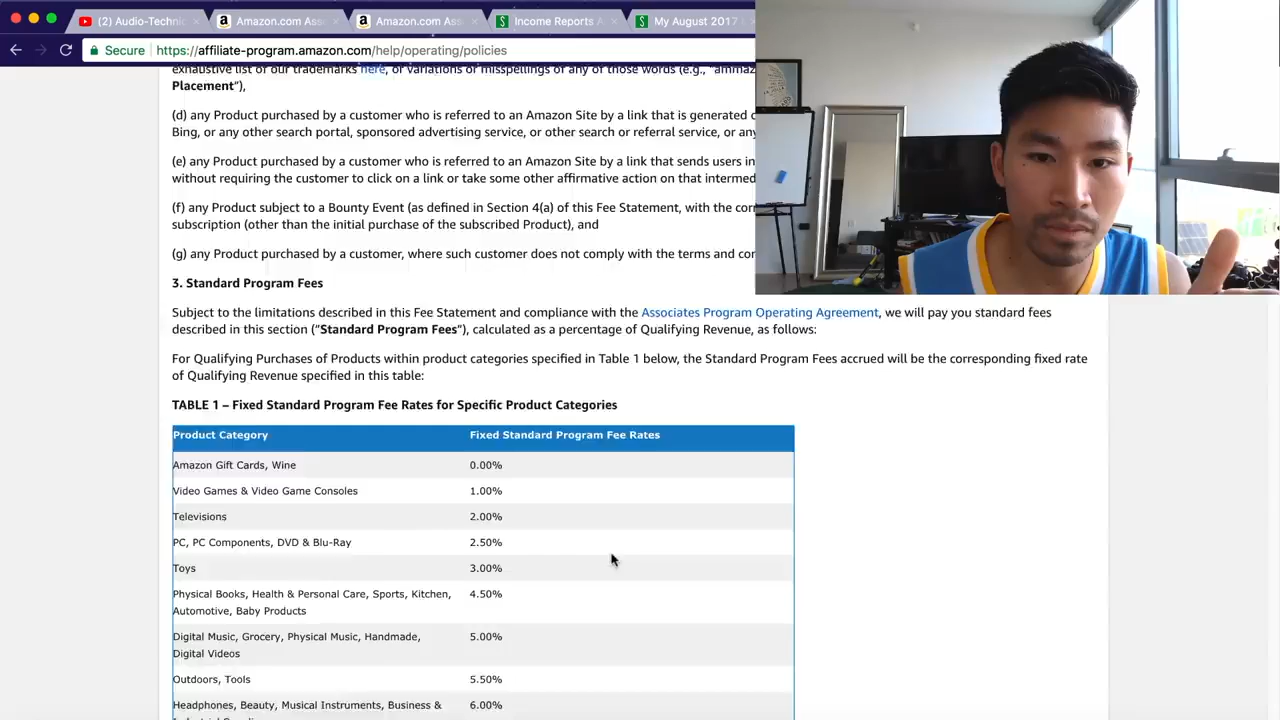 (2) Audio-Technic
Amazon.com Ass
Amazon.com Ass
Income Reports A
My August 2017
Secure
https://affiliate-program.amazon.com/help/operating/policies
exhaustive list of our trademarks here, or variations or misspellings of any of those words (e.g., "ammaz
Placement"),
(d) any Product purchased by a customer who is referred to an Amazon Site by a link that is generated
Bing, or any other search portal, sponsored advertising service, or other search or referral service, or any
(e) any Product purchased by a customer who is referred to an Amazon Site by a link that sends users in
without requiring the customer to click on a link or take some other affirmative action on that intermed
(f) any Product subject to a Bounty Event (as defined in Section 4(a) of this Fee Statement, with the corr
subscription (other than the initial purchase of the subscribed Product), and
(g) any Product purchased by a customer, where such customer does not comply with the terms and con
3. Standard Program Fees
Subject to the limitations described in this Fee Statement and compliance with the Associates Program Operating Agreement, we will pay you standard fees
described in this section ("Standard Program Fees"), calculated as a percentage of Qualifying Revenue, as follows:
For Qualifying Purchases of Products within product categories specified in Table 1 below, the Standard Program Fees accrued will be the corresponding fixed rate
of Qualifying Revenue specified in this table:
TABLE 1 – Fixed Standard Program Fee Rates for Specific Product Categories
Product Category Fixed Standard Program Fee Rates
Amazon Gift Cards, Wine 0.00%
Video Games & Video Game Consoles 1.00%
Televisions 2.00%
PC, PC Components, DVD & Blu-Ray 2.50%
Toys 3.00%
Physical Books, Health & Personal Care, Sports, Kitchen, 4.50%
Automotive, Baby Products
Digital Music, Grocery, Physical Music, Handmade, 5.00%
Digital Videos
Outdoors, Tools 5.50%
Headphones, Beauty, Musical Instruments, Business & 6.00%